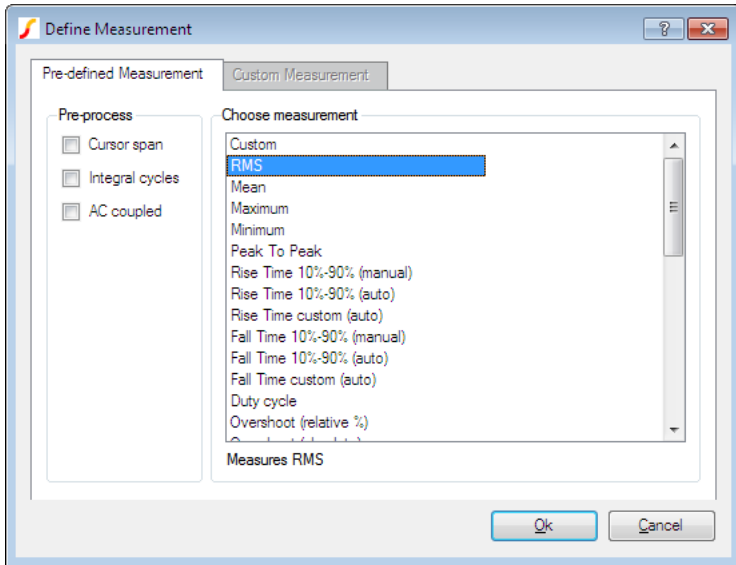 Define Measurement
Pre-defined Measurement
Custom Measurement
Pre-process
Cursor span
Integral cycles
AC coupled
Choose measurement
Custom
RMS
Mean
Maximum
Minimum
Peak To Peak
Rise Time 10%-90% (manual)
Rise Time 10%-90% (auto)
Rise Time custom (auto)
Fall Time 10%-90% (manual)
Fall Time 10%-90% (auto)
Fall Time custom (auto)
Duty cycle
Overshoot (relative %)
Measures RMS
Ok
Cancel